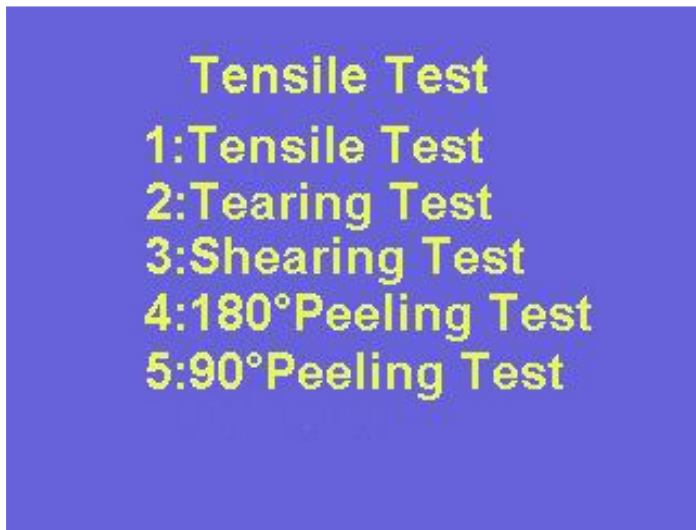 Tensile Test
1:Tensile Test
2:Tearing Test
3:Shearing Test
4:180°Peeling Test
5:90°Peeling Test